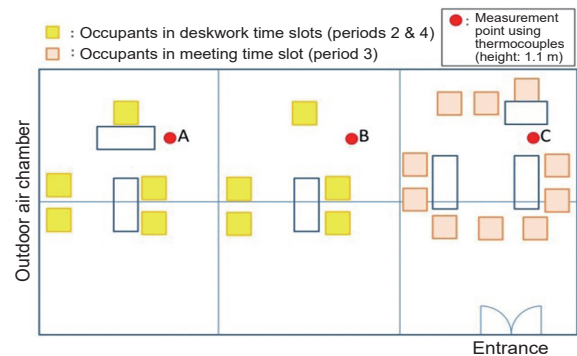 : Occupants in deskwork time slots (periods 2 & 4)
: Occupants in meeting time slot (period 3)
: Measurement
point using
thermocouples
(height: 1.1 m)
A
B
C
Outdoor air chamber
Entrance